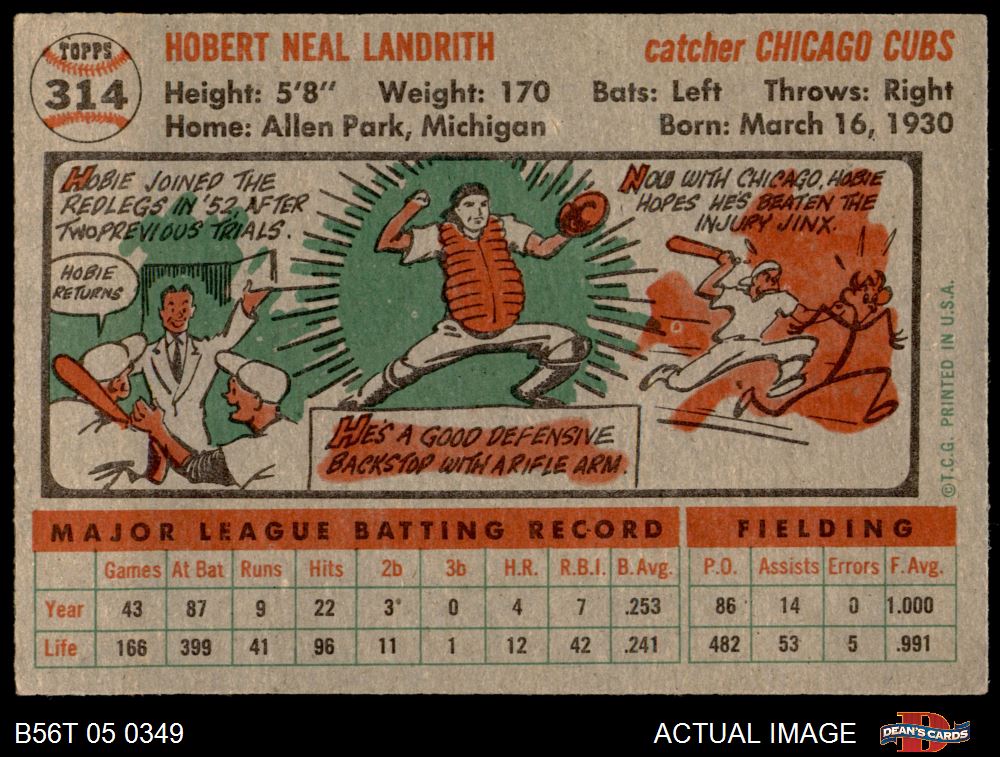 TOPPS
314
HOBERT NEAL LANDRITH
catcher CHICAGO CUBS
Height: 5'8" Weight: 170 Bats: Left Throws: Right
Home: Allen Park, Michigan Born: March 16, 1930
HOBIE JOINED THE
REDLEGS IN '52, AFTER
TWO PREVIOUS TRIALS.
HOBIE
RETURNS
HE'S A GOOD DEFENSIVE
BACKSTOP WITH A RIFLE ARM.
NOW WITH CHICAGO, HOBIE
HOPES HE'S BEATEN THE
INJURY JINX.
©T.C.G. PRINTED IN U.S.A.
MAJOR LEAGUE BATTING RECORD
Games At Bat Runs Hits 2b 3b H.R. R.B.I. B.Avg.
Year 43 87 9 22 3 0 4 7 .253
Life 166 399 41 96 11 1 12 42 .241
FIELDING
P.O. Assists Errors F.Avg.
86 14 0 1.000
482 53 5 .991
B56T 05 0349
ACTUAL IMAGE
DEAN'S CARDS